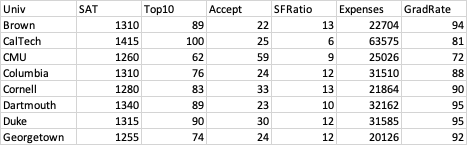 Univ SAT Top10 Accept SFRatio Expenses GradRate
Brown 1310 89 22 13 22704 94
CalTech 1415 100 25 6 63575 81
CMU 1260 62 59 9 25026 72
Columbia 1310 76 24 12 31510 88
Cornell 1280 83 33 13 21864 90
Dartmouth 1340 89 23 10 32162 95
Duke 1315 90 30 12 31585 95
Georgetown 1255 74 24 12 20126 92